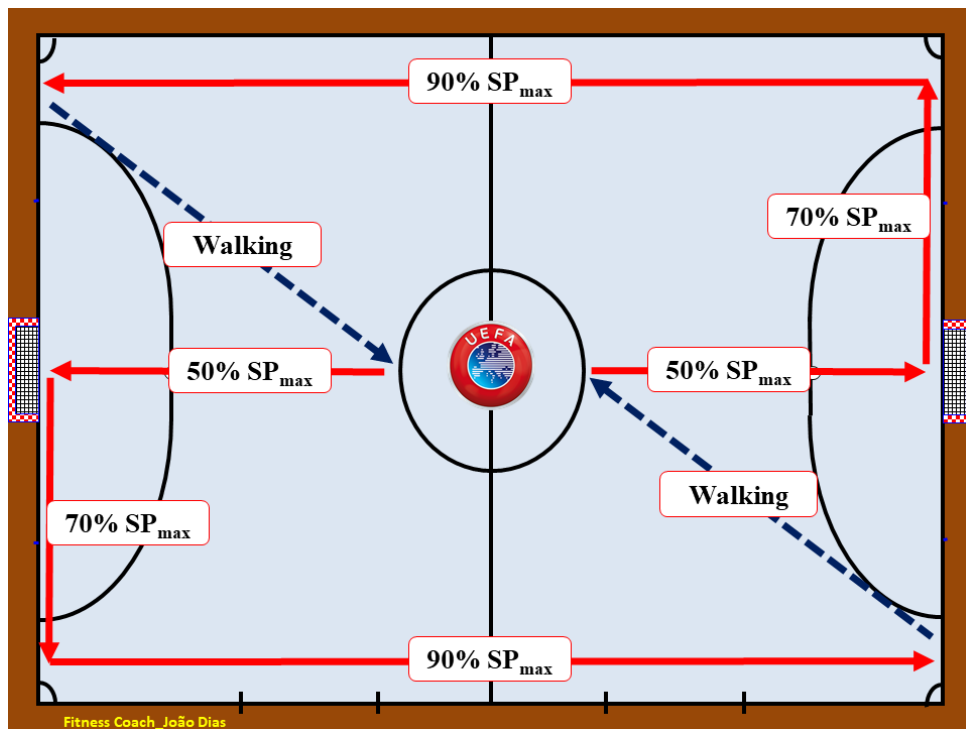 90% SPmax
70% SPmax
Walking
UEFA
50% SPmax
50% SPmax
Walking
70% SPmax
90% SPmax
Fitness Coach_João Dias